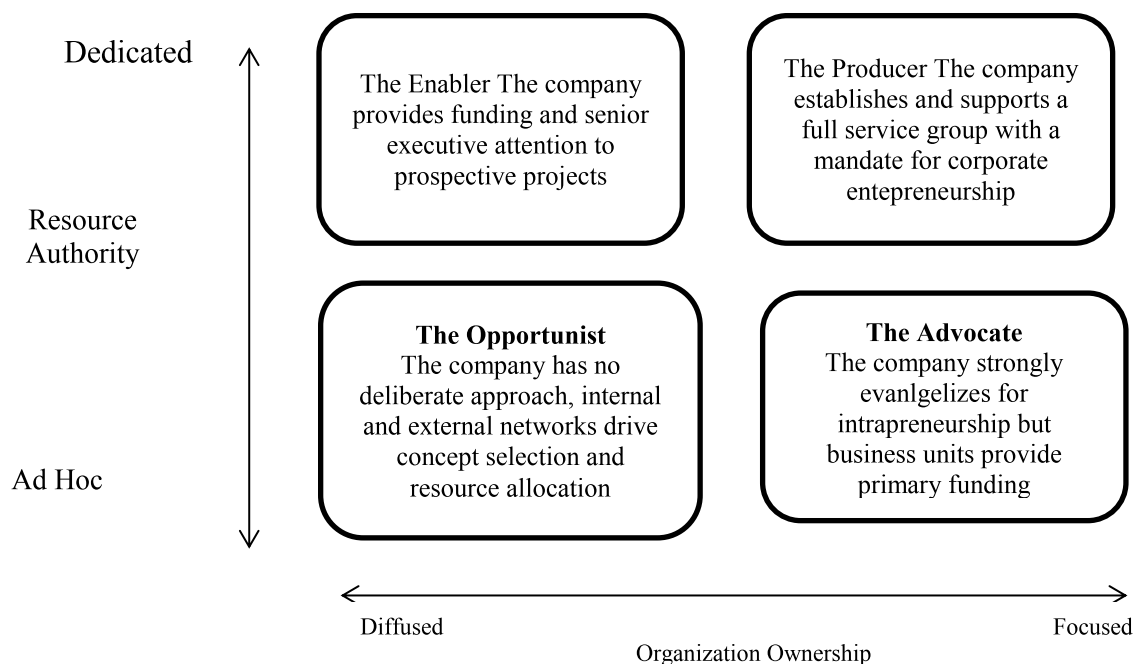 Dedicated
The Enabler The company
provides funding and senior
executive attention to
prospective projects
The Producer The company
establishes and supports a
full service group with a
mandate for corporate
entepreneurship
Resource
Authority
The Opportunist
The company has no
deliberate approach, internal
and external networks drive
concept selection and
resource allocation
The Advocate
The company strongly
evanlgelizes for
intrapreneurship but
business units provide
primary funding
Ad Hoc
Diffused
Focused
Organization Ownership